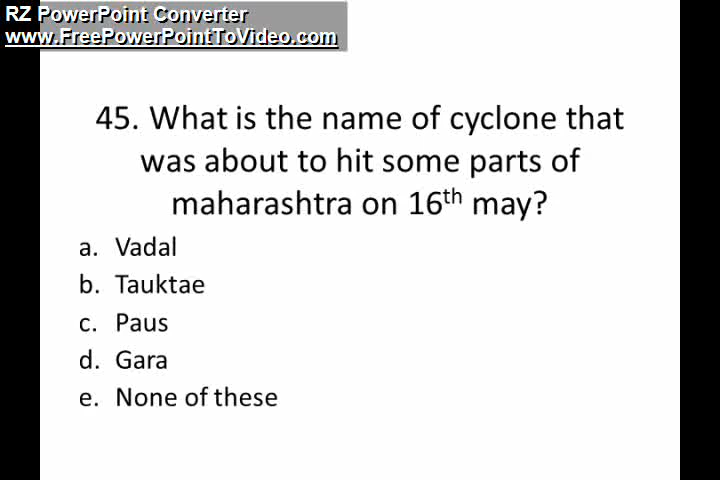 RZ PowerPoint Converter
www.FreePowerPointToVideo.com
45. What is the name of cyclone that
was about to hit some parts of
maharashtra on 16th may?
a. Vadal
b. Tauktae
c. Paus
d. Gara
e. None of these